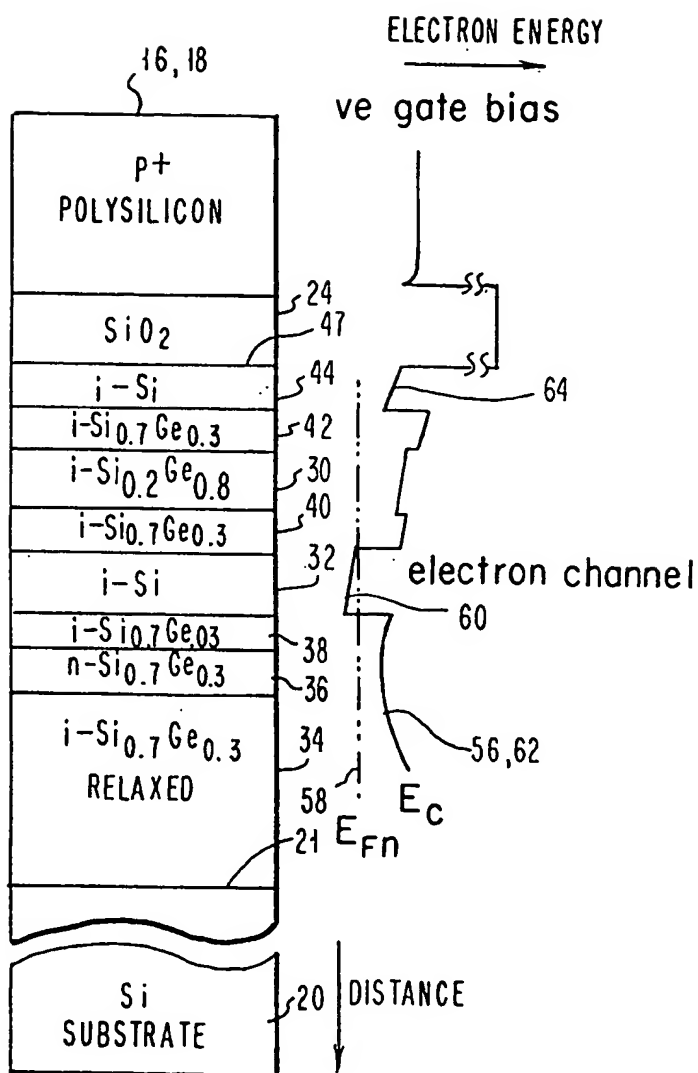 ELECTRON ENERGY
16,18
ve gate bias
P+
POLYSILICON
24
SiO2
47
i-Si
44
64
i-Si0.7Ge0.3
42
i-Si0.2Ge0.8
30
i-Si0.7Ge0.3
40
32
electron channel
i-Si
60
i-Si0.7Ge.03
38
n-Si0.7Ge0.3
36
i-Si0.7Ge0.3
34
56,62
RELAXED
58
EC
21
EFn
Si
20
DISTANCE
SUBSTRATE